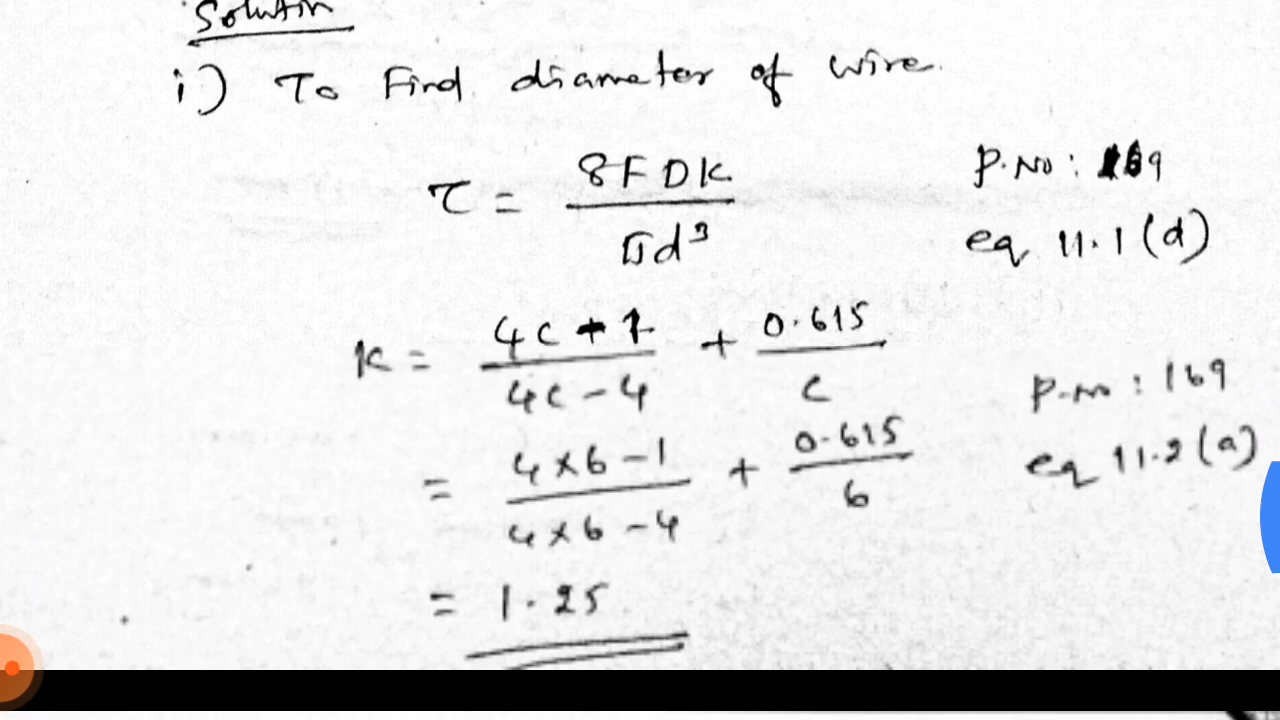 Solution
i) To Find diameter of wire.
τ = 8FDK / πd³ P.No: 169
eq 11.1(d)
K = 4C-1 / 4C-4 + 0.615 / C P.no: 169
= 4×6-1 / 4×6-4 + 0.615 / 6 eq 11.2(a)
= 1.25